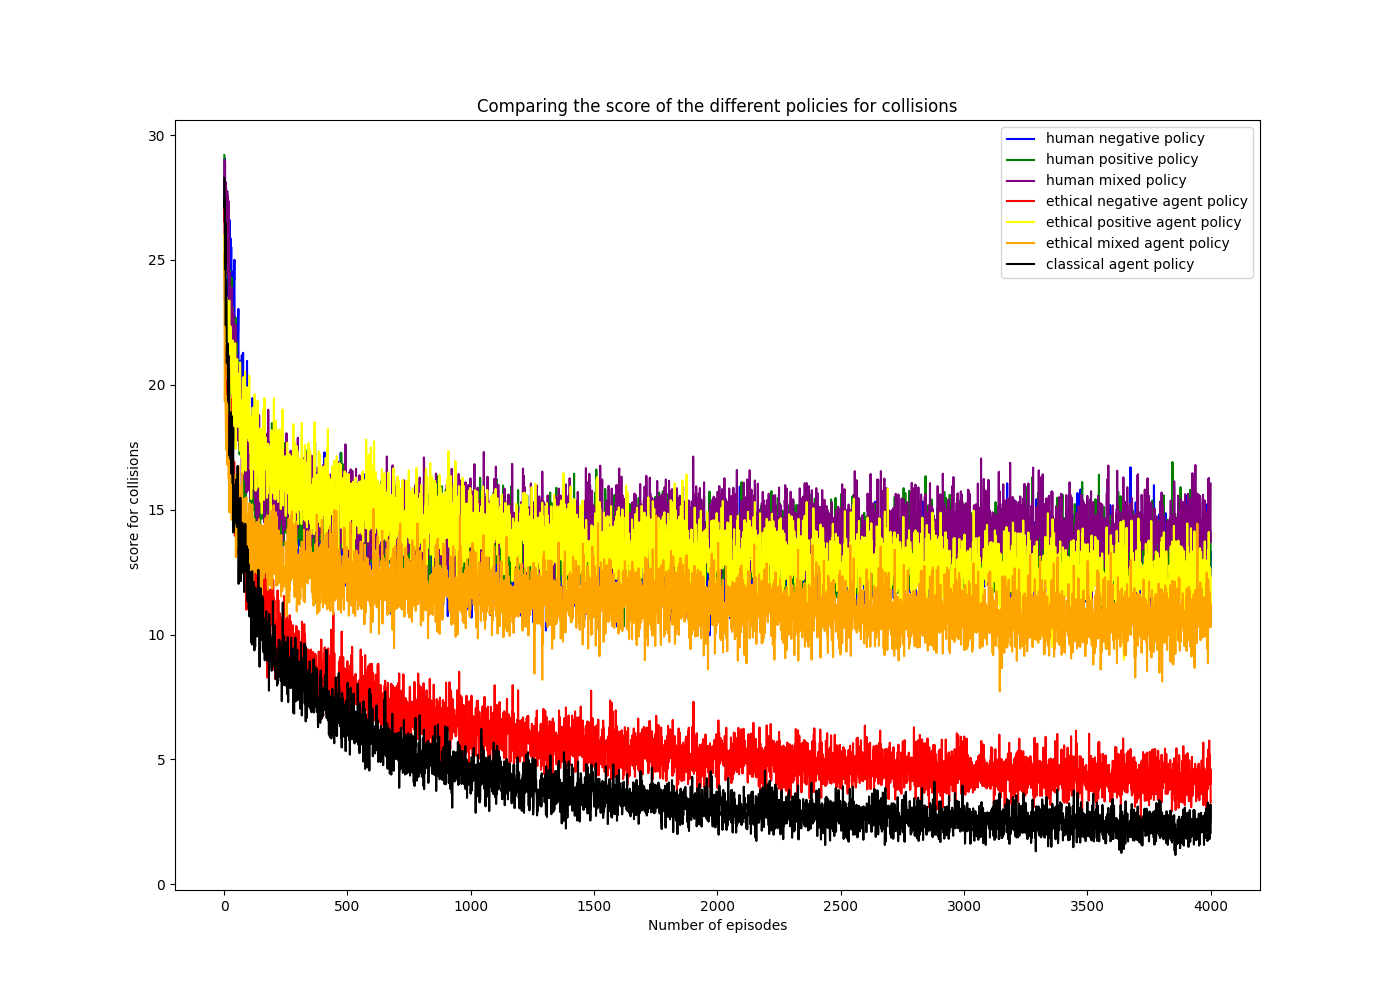 Comparing the score of the different policies for collisions
human negative policy
human positive policy
human mixed policy
ethical negative agent policy
ethical positive agent policy
ethical mixed agent policy
classical agent policy
score for collisions
30
25
20
15
10
5
0
0 500 1000 1500 2000 2500 3000 3500 4000
Number of episodes